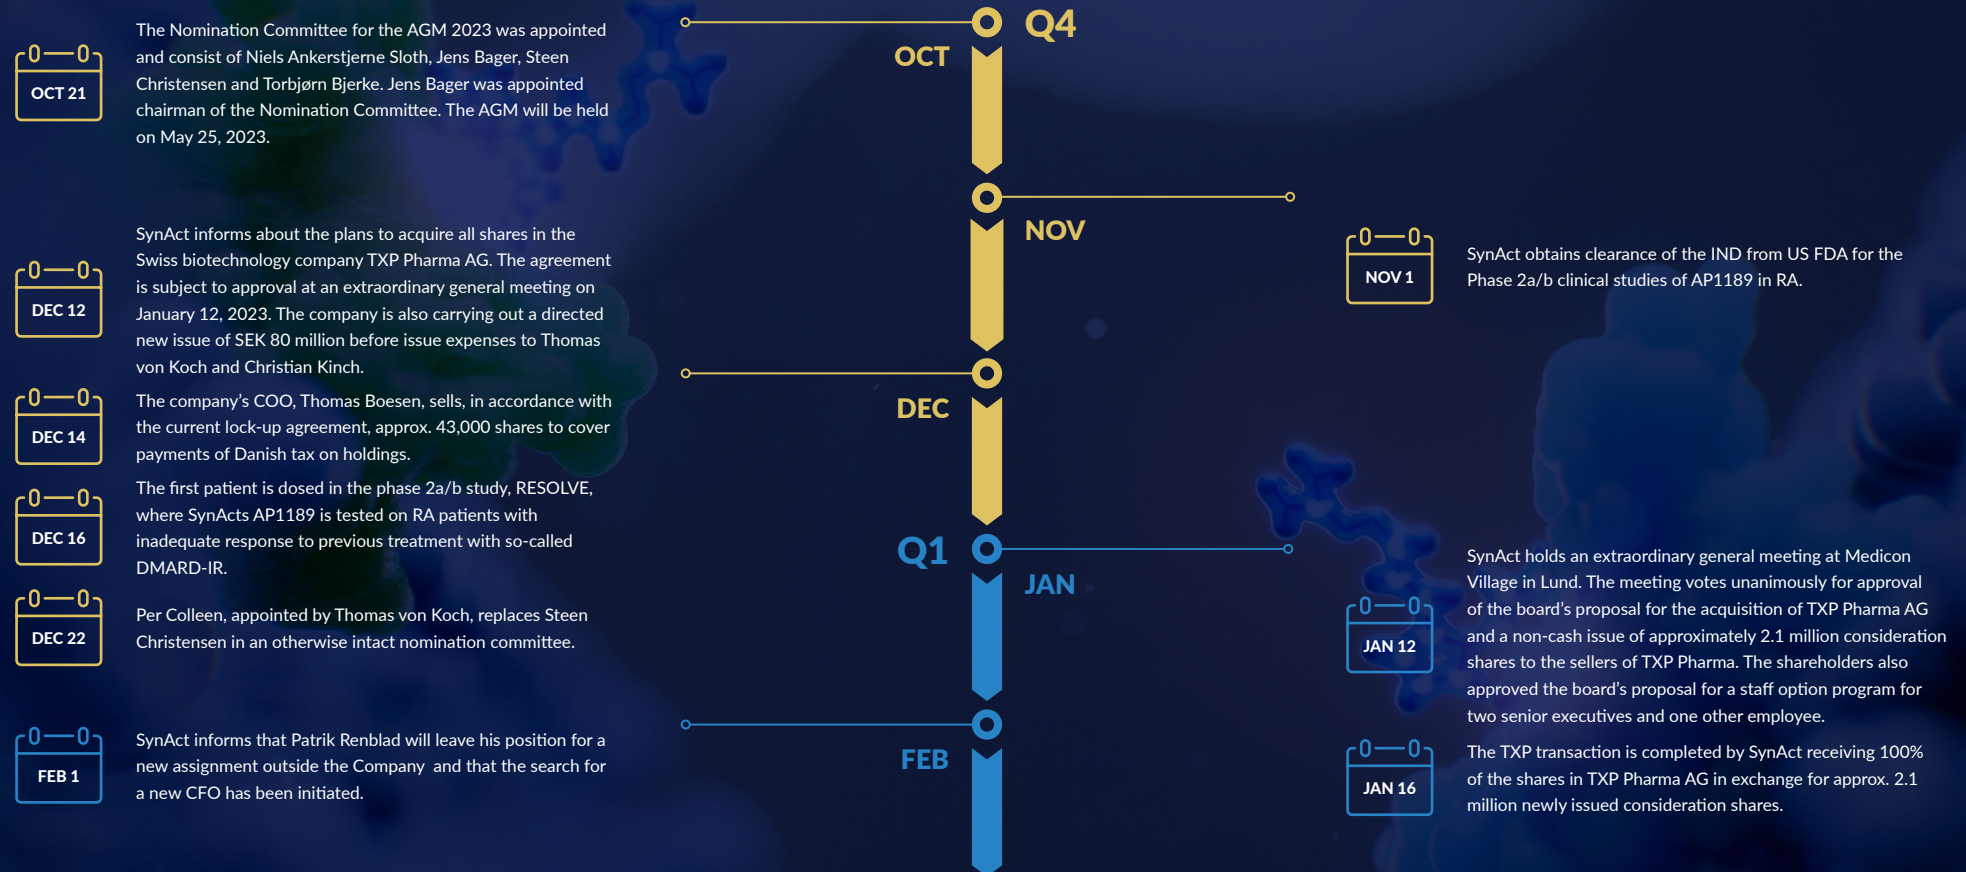 Q4
OCT
OCT 21
The Nomination Committee for the AGM 2023 was appointed
and consist of Niels Ankerstjerne Sloth, Jens Bager, Steen
Christensen and Torbjørn Bjerke. Jens Bager was appointed
chairman of the Nomination Committee. The AGM will be held
on May 25, 2023.
NOV
NOV 1
SynAct obtains clearance of the IND from US FDA for the
Phase 2a/b clinical studies of AP1189 in RA.
DEC
DEC 12
SynAct informs about the plans to acquire all shares in the
Swiss biotechnology company TXP Pharma AG. The agreement
is subject to approval at an extraordinary general meeting on
January 12, 2023. The company is also carrying out a directed
new issue of SEK 80 million before issue expenses to Thomas
von Koch and Christian Kinch.
DEC 14
The company’s COO, Thomas Boesen, sells, in accordance with
the current lock-up agreement, approx. 43,000 shares to cover
payments of Danish tax on holdings.
DEC 16
The first patient is dosed in the phase 2a/b study, RESOLVE,
where SynActs AP1189 is tested on RA patients with
inadequate response to previous treatment with so-called
DMARD-IR.
DEC 22
Per Colleen, appointed by Thomas von Koch, replaces Steen
Christensen in an otherwise intact nomination committee.
Q1
JAN
JAN 12
SynAct holds an extraordinary general meeting at Medicon
Village in Lund. The meeting votes unanimously for approval
of the board’s proposal for the acquisition of TXP Pharma AG
and a non-cash issue of approximately 2.1 million consideration
shares to the sellers of TXP Pharma. The shareholders also
approved the board’s proposal for a staff option program for
two senior executives and one other employee.
JAN 16
The TXP transaction is completed by SynAct receiving 100%
of the shares in TXP Pharma AG in exchange for approx. 2.1
million newly issued consideration shares.
FEB
FEB 1
SynAct informs that Patrik Renblad will leave his position for a
new assignment outside the Company  and that the search for
a new CFO has been initiated.